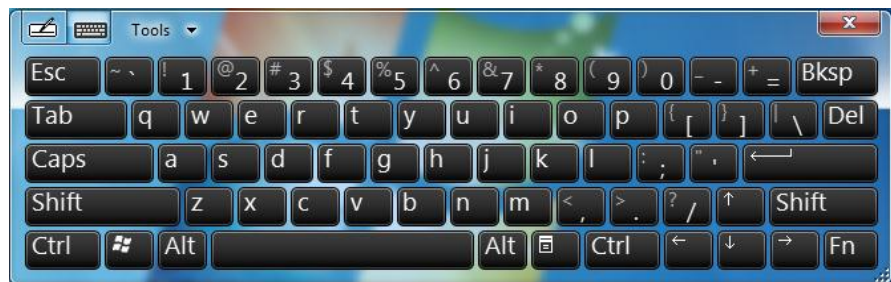 Tools
Esc ~ ` ! 1 @ 2 # 3 $ 4 % 5 ^ 6 & 7 * 8 ( 9 ) 0 _ - + = Bksp
Tab q w e r t y u i o p { [ } ] | \ Del
Caps a s d f g h j k l : ; " '
Shift z x c v b n m < , > . ? / ↑ Shift
Ctrl Alt Alt Ctrl ← ↓ → Fn